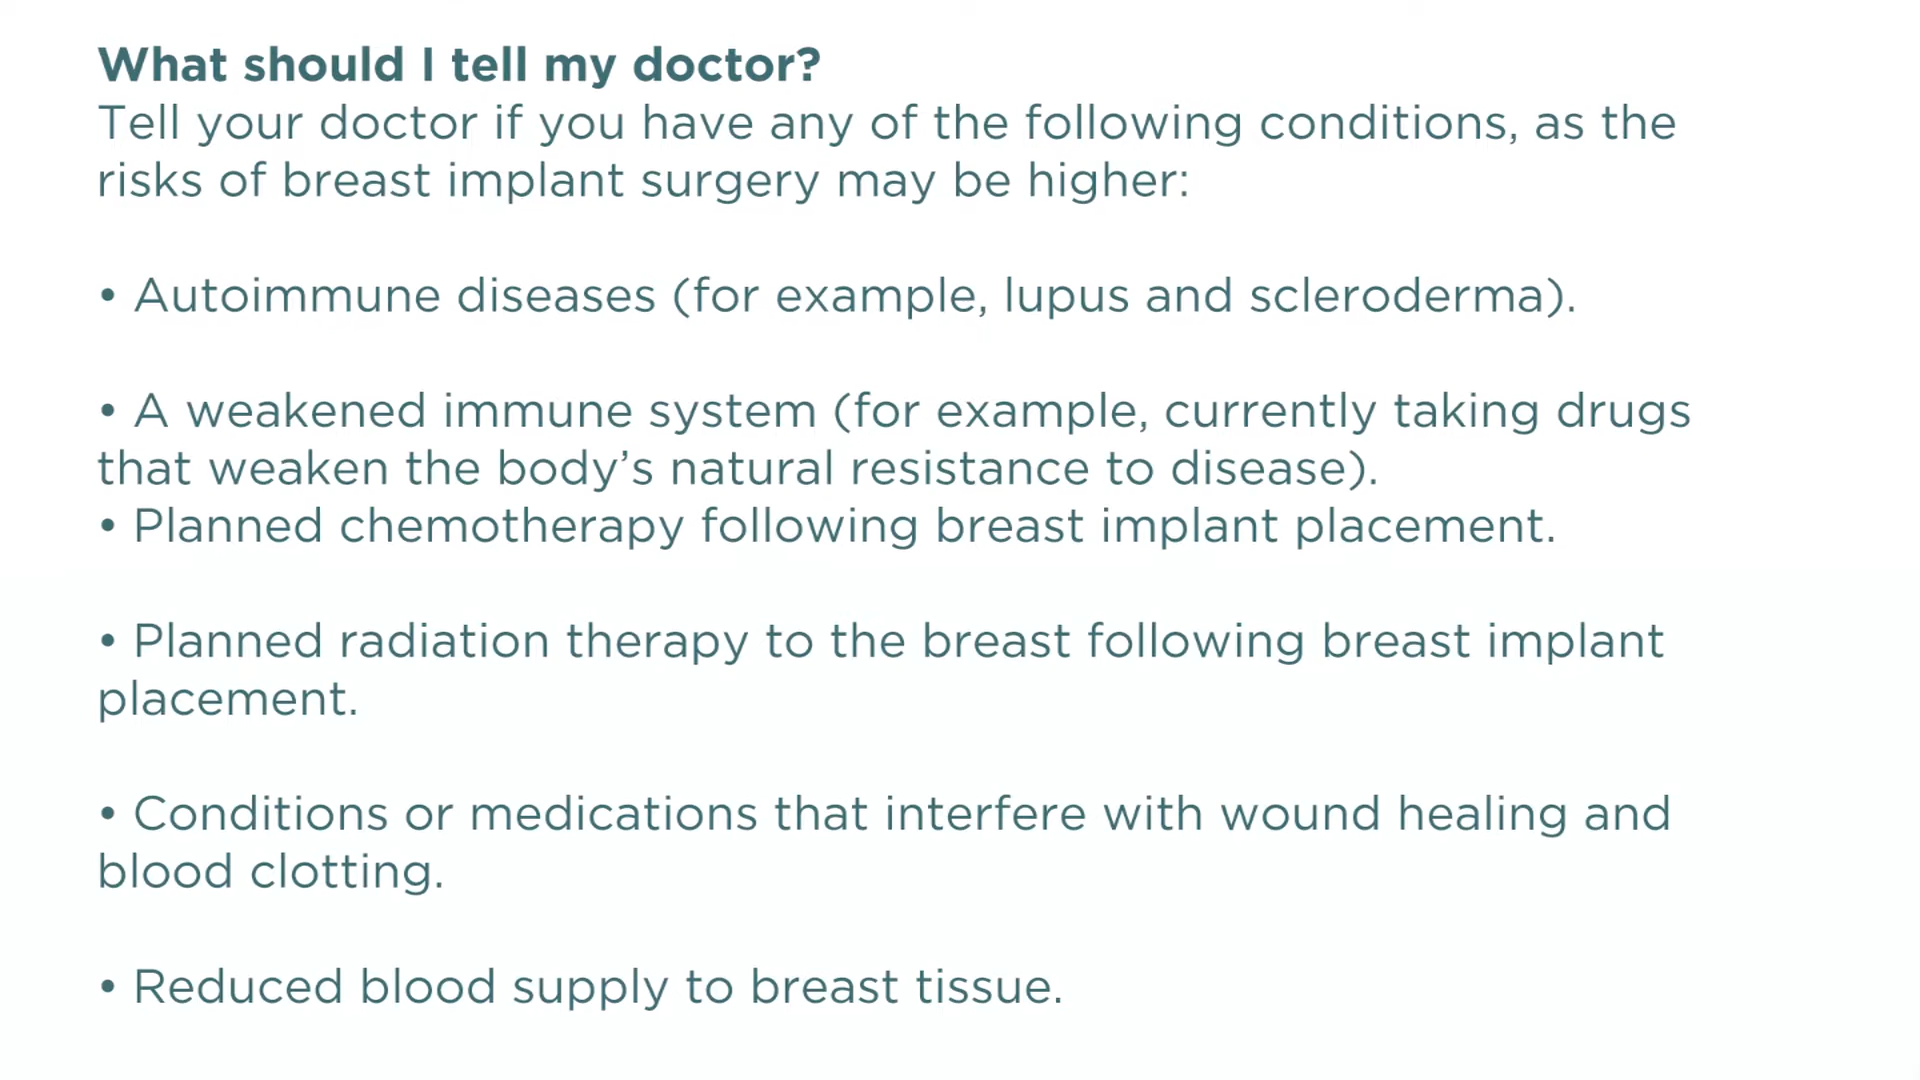 What should I tell my doctor?
Tell your doctor if you have any of the following conditions, as the
risks of breast implant surgery may be higher:
• Autoimmune diseases (for example, lupus and scleroderma).
• A weakened immune system (for example, currently taking drugs
that weaken the body’s natural resistance to disease).
• Planned chemotherapy following breast implant placement.
• Planned radiation therapy to the breast following breast implant
placement.
• Conditions or medications that interfere with wound healing and
blood clotting.
• Reduced blood supply to breast tissue.